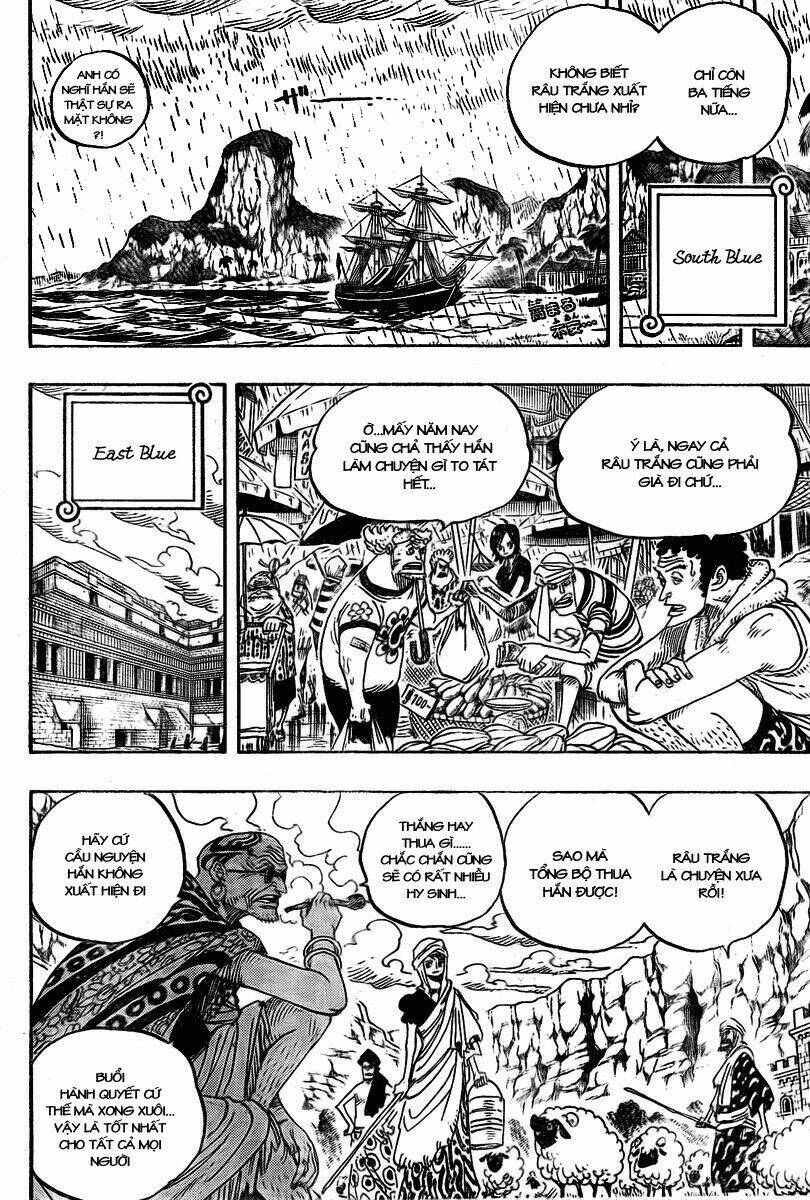 CHỈ CÒN
BA TIẾNG
NỮA...
KHÔNG BIẾT
RÂU TRẮNG XUẤT
HIỆN CHƯA NHỈ?
ANH CÓ
NGHĨ HẮN SẼ
THẬT SỰ RA
MẶT KHÔNG
?!
South Blue
Ý LÀ, NGAY CẢ
RÂU TRẮNG CŨNG PHẢI
GIÀ ĐI CHỨ...
Ờ...MẤY NĂM NAY
CŨNG CHẢ THẤY HẮN
LÀM CHUYỆN GÌ TO TÁT
HẾT...
100
East Blue
RÂU TRẮNG
LÀ CHUYỆN XƯA
RỒI!
SAO MÀ
TỔNG BỘ THUA
HẮN ĐƯỢC!
THẮNG HAY
THUA GÌ......
CHẮC CHẮN CŨNG
SẼ CÓ RẤT NHIỀU
HY SINH...
HÃY CỨ
CẦU NGUYỆN
HẮN KHÔNG
XUẤT HIỆN ĐI
BUỔI
HÀNH QUYẾT CỨ
THẾ MÀ XONG XUÔI...
VẬY LÀ TỐT NHẤT
CHO TẤT CẢ MỌI
NGƯỜI